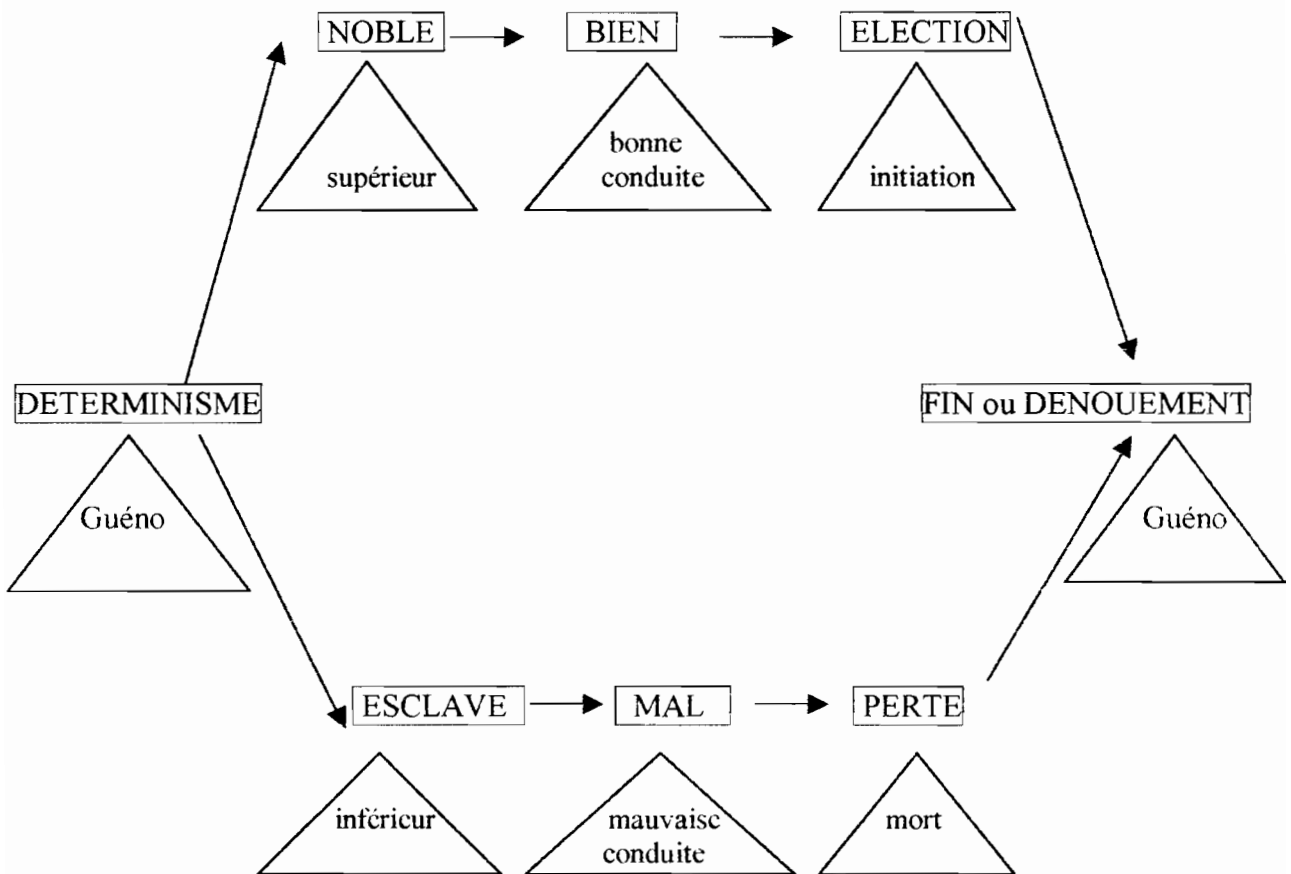 NOBLE
BIEN
ELECTION
supérieur
bonne
conduite
initiation
DETERMINISME
FIN ou DENOUEMENT
Guéno
Guéno
ESCLAVE
MAL
PERTE
inférieur
mauvaise
conduite
mort